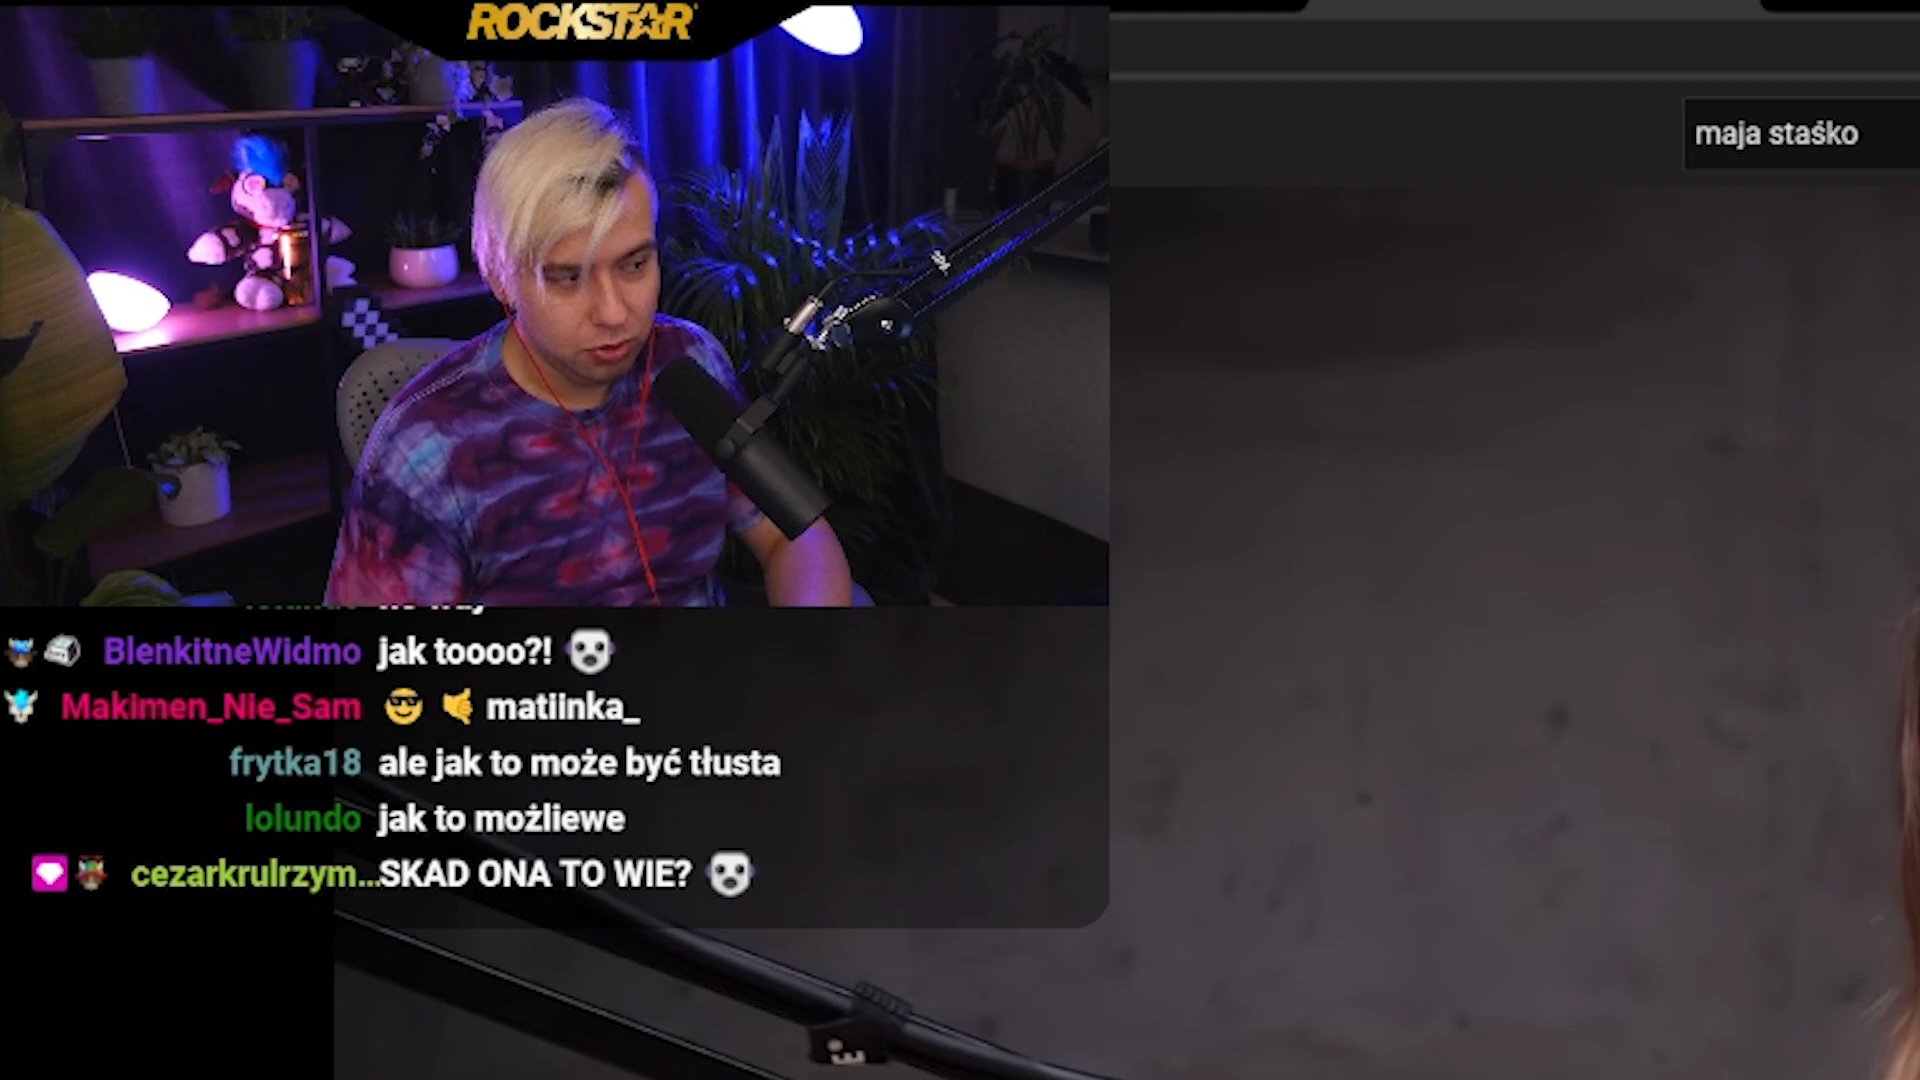 ROCKSTAR
maja staśko
BlenkitneWidmo jak toooo?!
Makimen_Nie_Sam 😎 🤙 matiinka_
frytka18 ale jak to może być tłusta
lolundo jak to możliewe
cezarkrulrzym...SKAD ONA TO WIE?